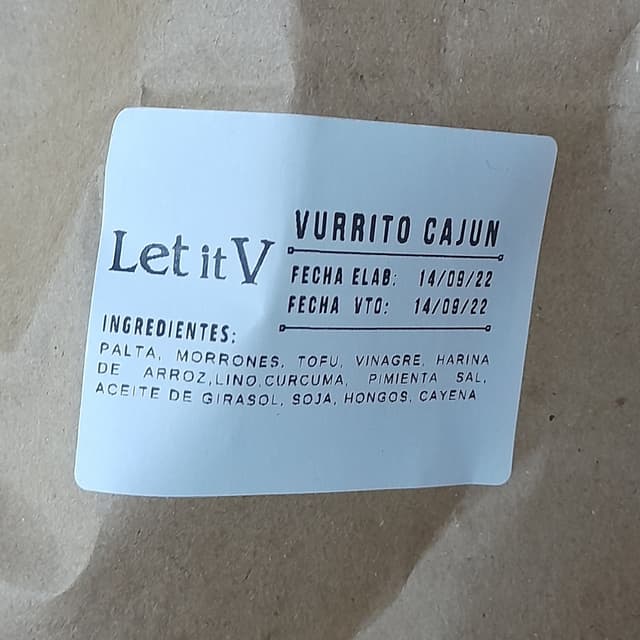 Let it V
VURRITO CAJUN
FECHA ELAB: 14/09/22
FECHA VTO: 14/09/22
INGREDIENTES:
PALTA, MORRONES, TOFU, VINAGRE, HARINA
DE ARROZ,LINO,CURCUMA, PIMIENTA SAL,
ACEITE DE GIRASOL, SOJA, HONGOS, CAYENA